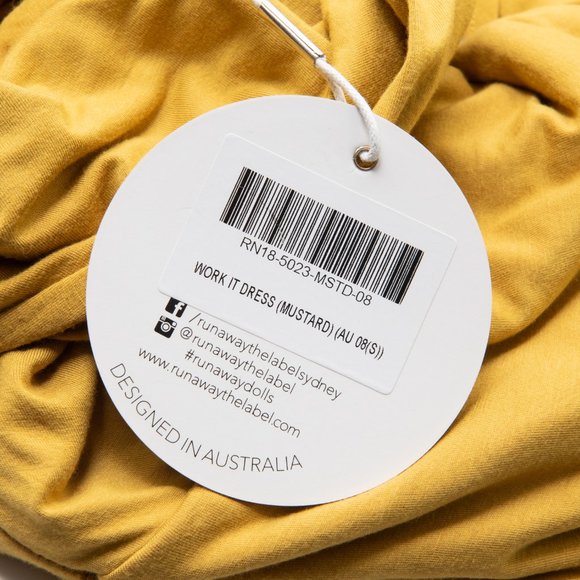 RN18-5023-MSTD-08
WORK IT DRESS (MUSTARD) (AU 08(S))
/runawaythelabelsydney
@runawaythelabel
#runawaydolls
www.runawaythelabel.com
DESIGNED IN AUSTRALIA